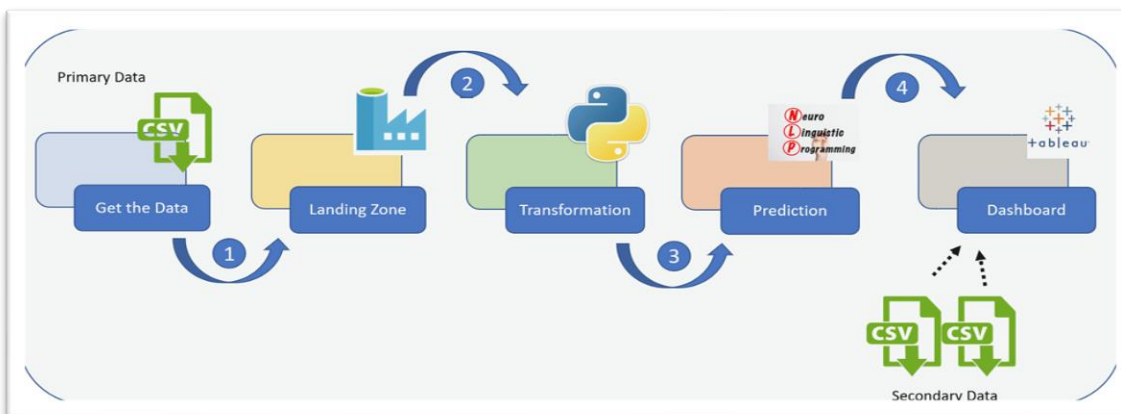 Primary Data
CSV
Get the Data
1
Landing Zone
2
Transformation
3
Neuro
Linguistic
Programming
Prediction
4
+ableau
Dashboard
CSV
CSV
Secondary Data